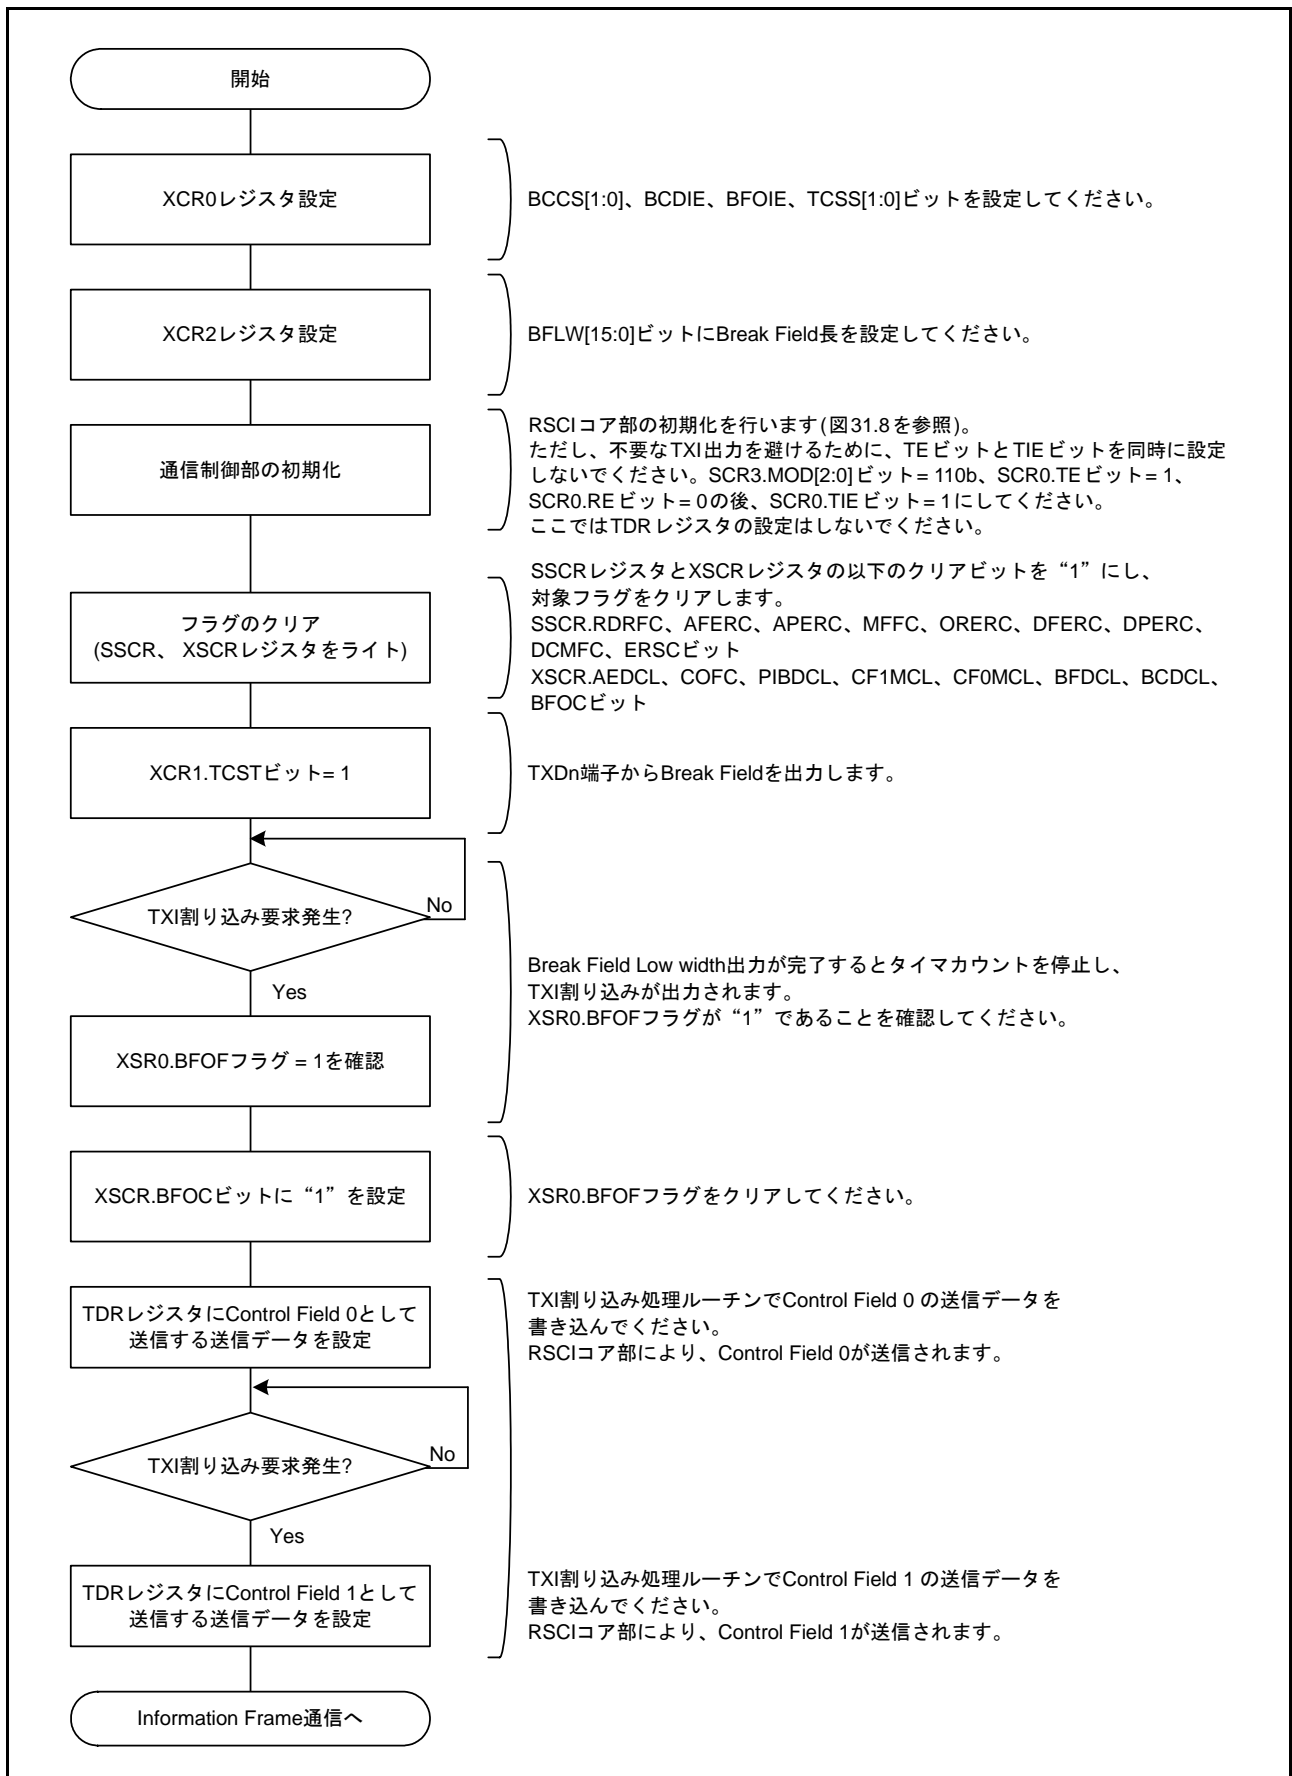 開始
XCR0レジスタ設定
BCCS[1:0]、BCDIE、BFOIE、TCSS[1:0]ビットを設定してください。
XCR2レジスタ設定
BFLW[15:0]ビットにBreak Field長を設定してください。
通信制御部の初期化
RSCIコア部の初期化を行います(図31.8を参照)。
ただし、不要なTXI出力を避けるために、TEビットとTIEビットを同時に設定
しないでください。SCR3.MOD[2:0]ビット= 110b、SCR0.TEビット= 1、
SCR0.REビット= 0の後、SCR0.TIEビット= 1にしてください。
ここではTDRレジスタの設定はしないでください。
フラグのクリア
(SSCR、 XSCRレジスタをライト)
SSCRレジスタとXSCRレジスタの以下のクリアビットを“1”にし、
対象フラグをクリアします。
SSCR.RDRFC、AFERC、APERC、MFFC、ORERC、DFERC、DPERC、
DCMFC、ERSCビット
XSCR.AEDCL、COFC、PIBDCL、CF1MCL、CF0MCL、BFDCL、BCDCL、
BFOCビット
XCR1.TCSTビット= 1
TXDn端子からBreak Fieldを出力します。
TXI割り込み要求発生?
No
Yes
Break Field Low width出力が完了するとタイマカウントを停止し、
TXI割り込みが出力されます。
XSR0.BFOFフラグが“1”であることを確認してください。
XSR0.BFOFフラグ = 1を確認
XSCR.BFOCビットに“1”を設定
XSR0.BFOFフラグをクリアしてください。
TDRレジスタにControl Field 0として
送信する送信データを設定
TXI割り込み処理ルーチンでControl Field 0 の送信データを
書き込んでください。
RSCIコア部により、Control Field 0が送信されます。
TXI割り込み要求発生?
No
Yes
TDRレジスタにControl Field 1として
送信する送信データを設定
TXI割り込み処理ルーチンでControl Field 1 の送信データを
書き込んでください。
RSCIコア部により、Control Field 1が送信されます。
Information Frame通信へ